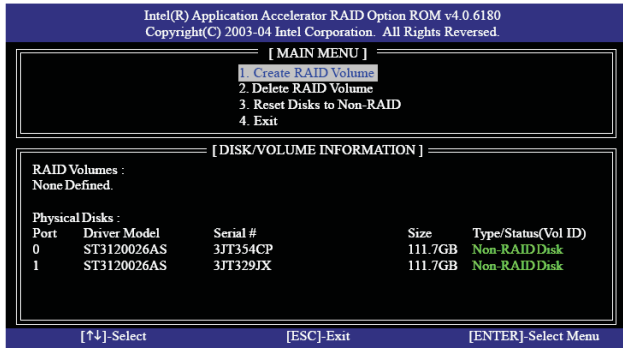 Intel(R) Application Accelerator RAID Option ROM v4.0.6180
Copyright(C) 2003-04 Intel Corporation. All Rights Reversed.
[ MAIN MENU ]
1. Create RAID Volume
2. Delete RAID Volume
3. Reset Disks to Non-RAID
4. Exit
[ DISK/VOLUME INFORMATION ]
RAID Volumes :
None Defined.
Physical Disks :
Port Driver Model Serial # Size Type/Status(Vol ID)
0 ST3120026AS 3JT354CP 111.7GB Non-RAID Disk
1 ST3120026AS 3JT329JX 111.7GB Non-RAID Disk
[↑↓]-Select [ESC]-Exit [ENTER]-Select Menu